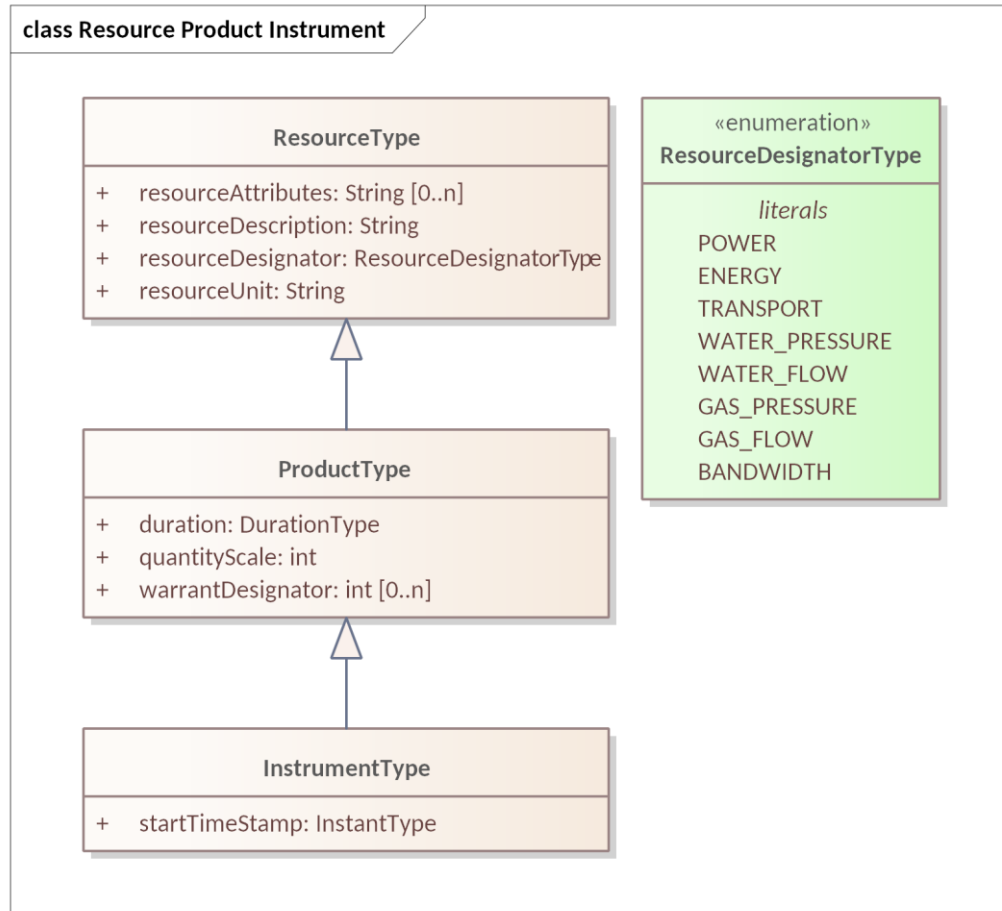 class Resource Product Instrument
ResourceType
+ resourceAttributes: String [0..n]
+ resourceDescription: String
+ resourceDesignator: ResourceDesignatorType
+ resourceUnit: String
«enumeration»
ResourceDesignatorType
literals
POWER
ENERGY
TRANSPORT
WATER_PRESSURE
WATER_FLOW
GAS_PRESSURE
GAS_FLOW
BANDWIDTH
ProductType
+ duration: DurationType
+ quantityScale: int
+ warrantDesignator: int [0..n]
InstrumentType
+ startTimeStamp: InstantType